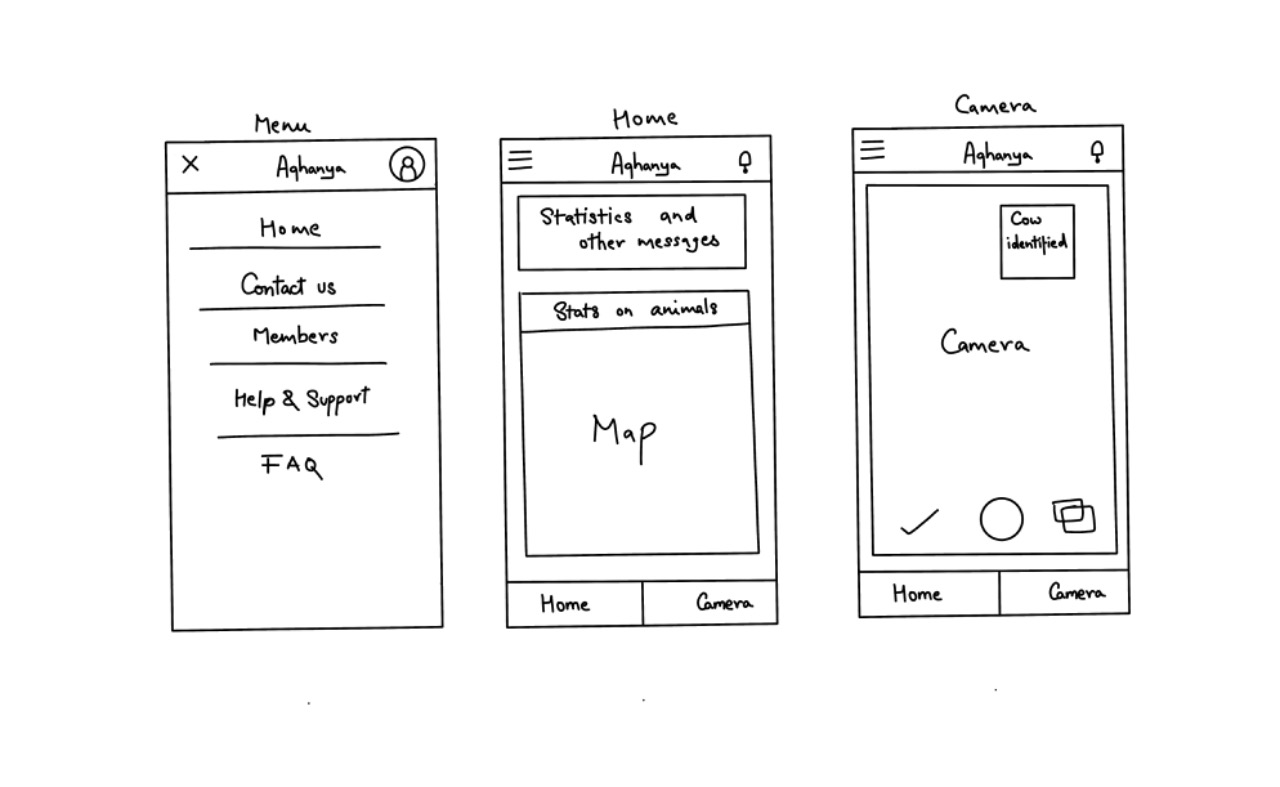 Menu
Aghanya
Home
Contact us
Members
Help & Support
FAQ
Home
Aghanya
Statistics and
other messages
Stats on animals
Map
Home
Camera
Camera
Aghanya
Cow
identified
Camera
Home
Camera